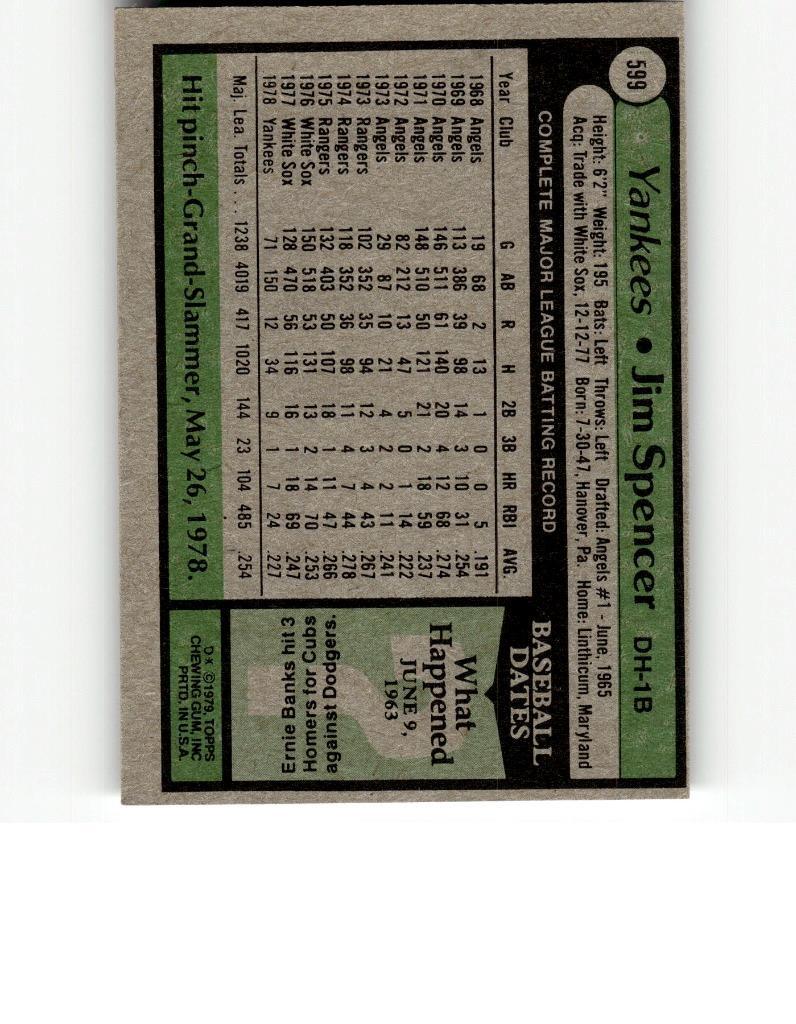 599
Yankees • Jim Spencer DH-1B
Height: 6'2" Weight: 195 Bats: Left Throws: Left Drafted: Angels #1 - June, 1965
Acq: Trade with White Sox, 12-12-77 Born: 7-30-47, Hanover, Pa. Home: Linthicum, Maryland
COMPLETE MAJOR LEAGUE BATTING RECORD
Year Club G AB R H 2B 3B HR RBI AVG.
1968 Angels 19 68 2 13 1 0 0 5 .191
1969 Angels 113 386 39 98 14 3 10 31 .254
1970 Angels 146 511 61 140 20 4 12 68 .274
1971 Angels 148 510 50 121 21 2 18 59 .237
1972 Angels 82 212 13 47 5 0 1 14 .222
1973 Angels 29 87 10 21 4 2 2 11 .241
1973 Rangers 102 352 35 94 12 3 4 43 .267
1974 Rangers 118 352 36 98 11 4 7 44 .278
1975 Rangers 132 403 50 107 18 1 11 47 .266
1976 White Sox 150 518 53 131 13 2 14 70 .253
1977 White Sox 128 470 56 116 16 1 18 69 .247
1978 Yankees 71 150 12 34 9 1 7 24 .227
Maj. Lea. Totals . . . 1238 4019 417 1020 144 23 104 485 .254
Hit pinch-Grand-Slammer, May 26, 1978.
BASEBALL
DATES
What
Happened
JUNE 9,
1963
Ernie Banks hit 3
Homers for Cubs
against Dodgers.
D* ©1979, TOPPS
CHEWING GUM, INC
PRTD. IN U.S.A.